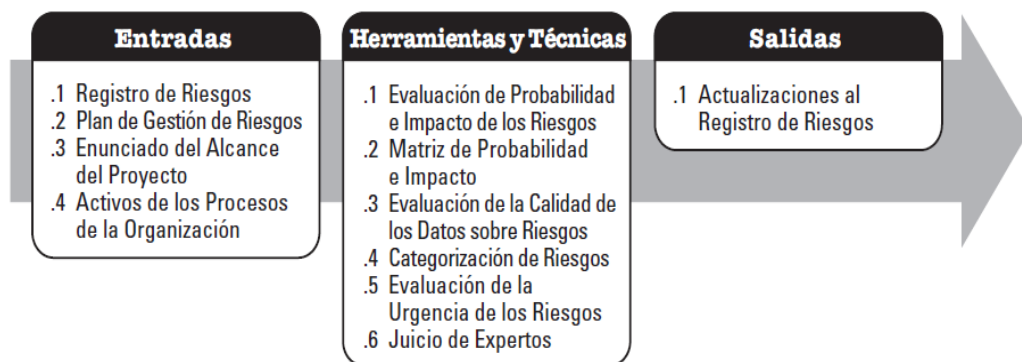 Entradas
.1 Registro de Riesgos
.2 Plan de Gestión de Riesgos
.3 Enunciado del Alcance
del Proyecto
.4 Activos de los Procesos
de la Organización
Herramientas y Técnicas
.1 Evaluación de Probabilidad
e Impacto de los Riesgos
.2 Matriz de Probabilidad
e Impacto
.3 Evaluación de la Calidad de
los Datos sobre Riesgos
.4 Categorización de Riesgos
.5 Evaluación de la
Urgencia de los Riesgos
.6 Juicio de Expertos
Salidas
.1 Actualizaciones al
Registro de Riesgos